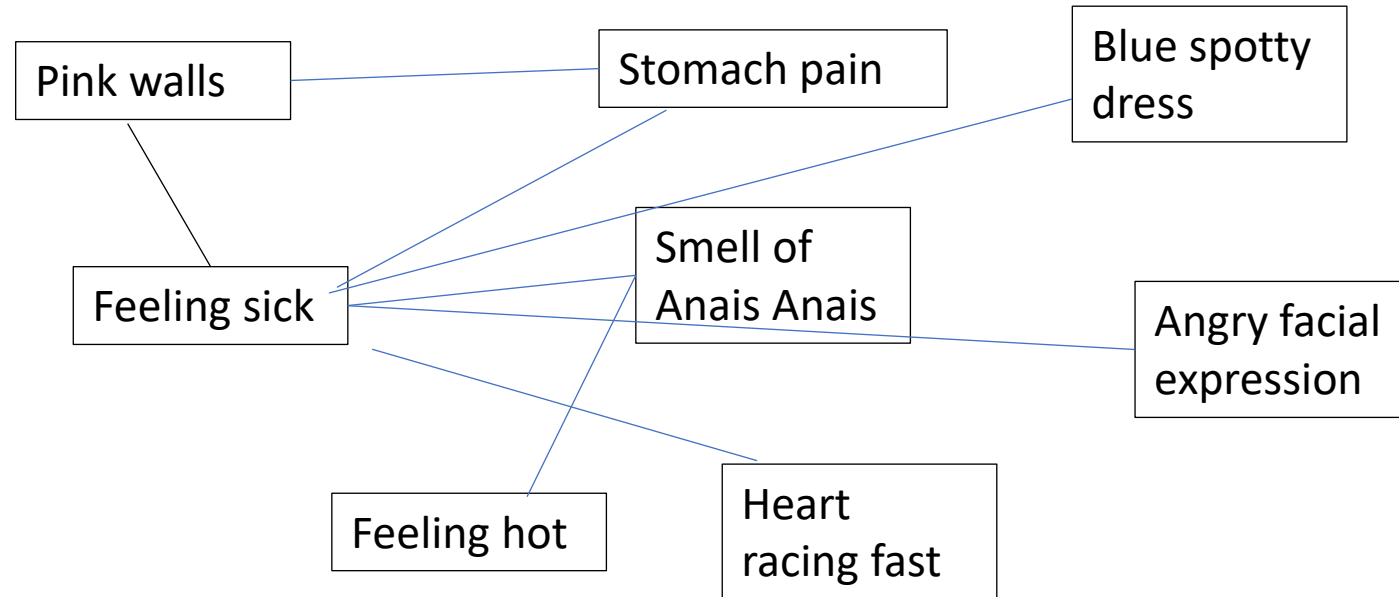 Pink walls
Stomach pain
Blue spotty
dress
Feeling sick
Smell of
Anais Anais
Angry facial
expression
Feeling hot
Heart
racing fast